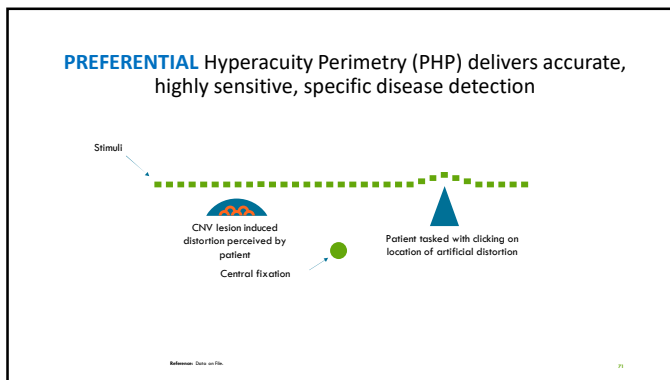 PREFERENTIAL Hyperacuity Perimetry (PHP) delivers accurate,
highly sensitive, specific disease detection
Stimuli
CNV lesion induced
distortion perceived by
patient
Patient tasked with clicking on
location of artificial distortion
Central fixation
Reference: Data on File.